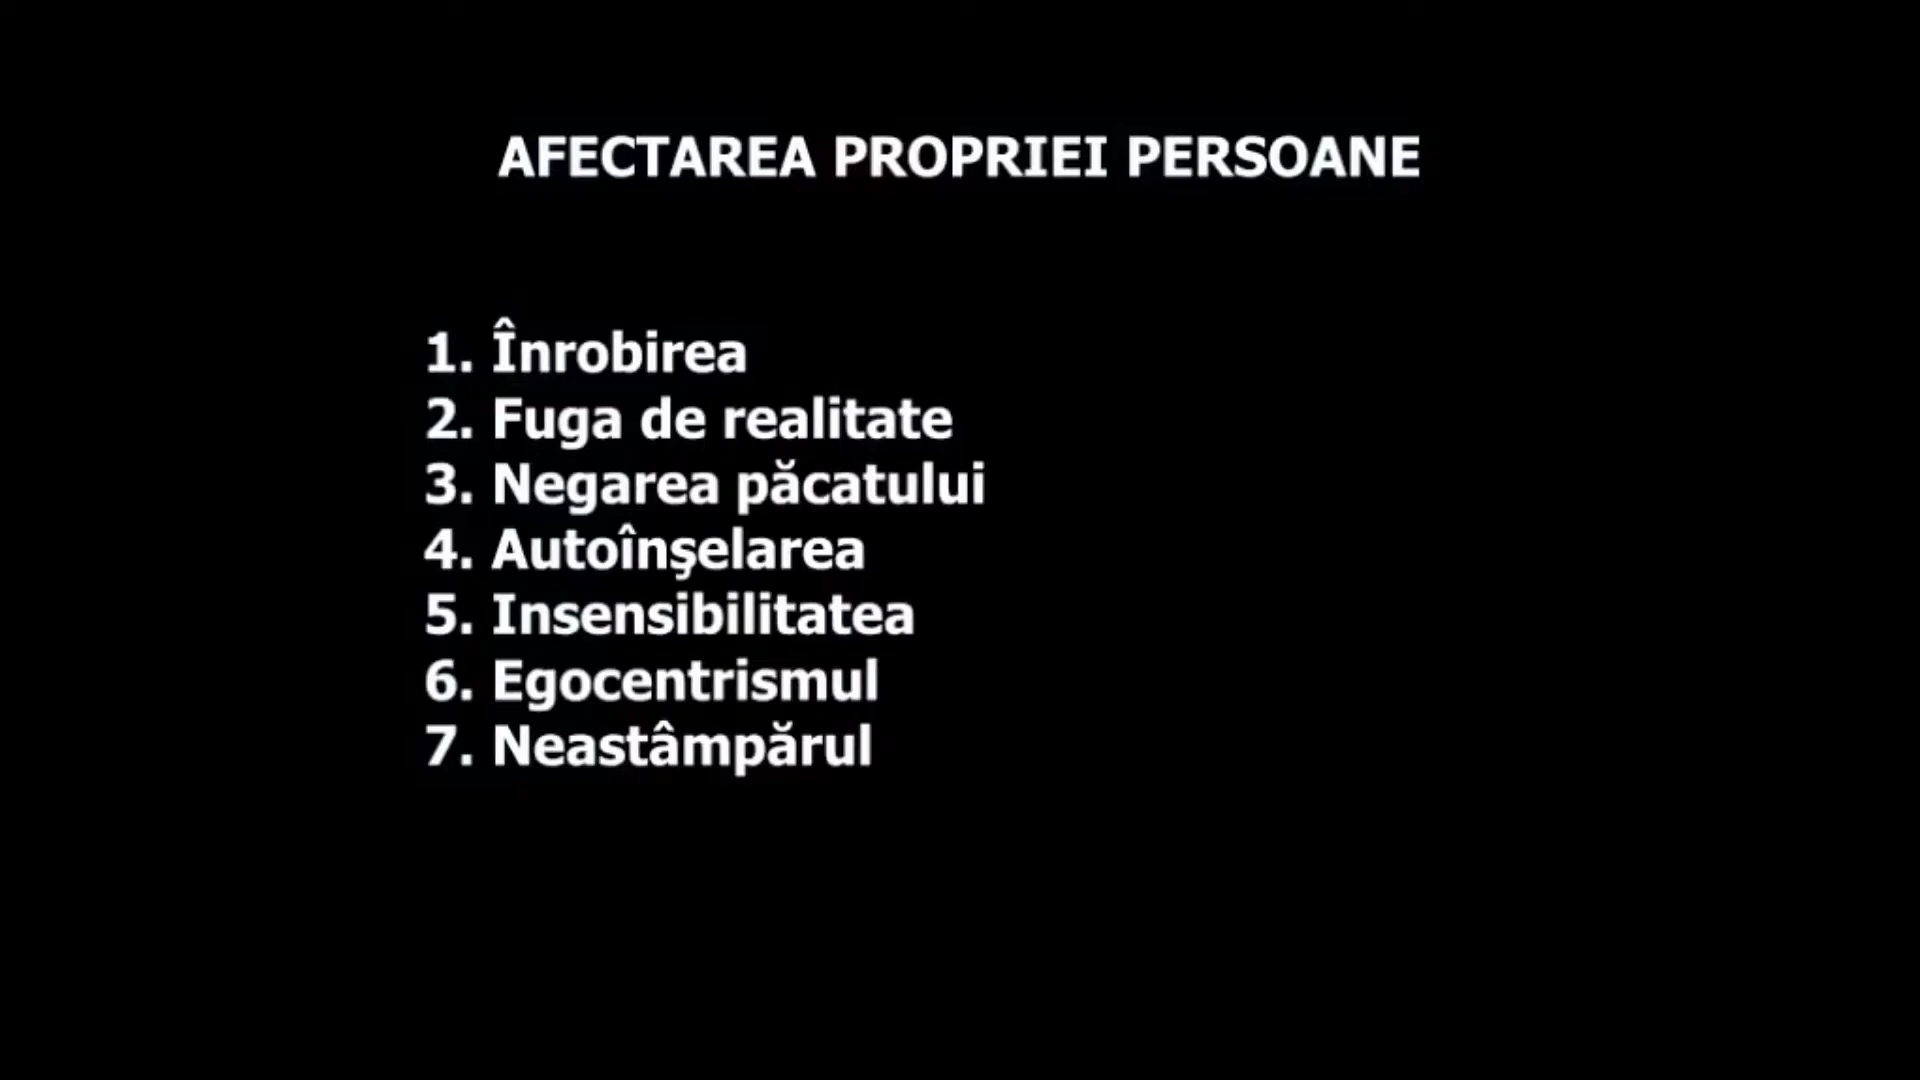 AFECTAREA PROPRIEI PERSOANE
1. Înrobirea
2. Fuga de realitate
3. Negarea păcatului
4. Autoînşelarea
5. Insensibilitatea
6. Egocentrismul
7. Neastâmpărul